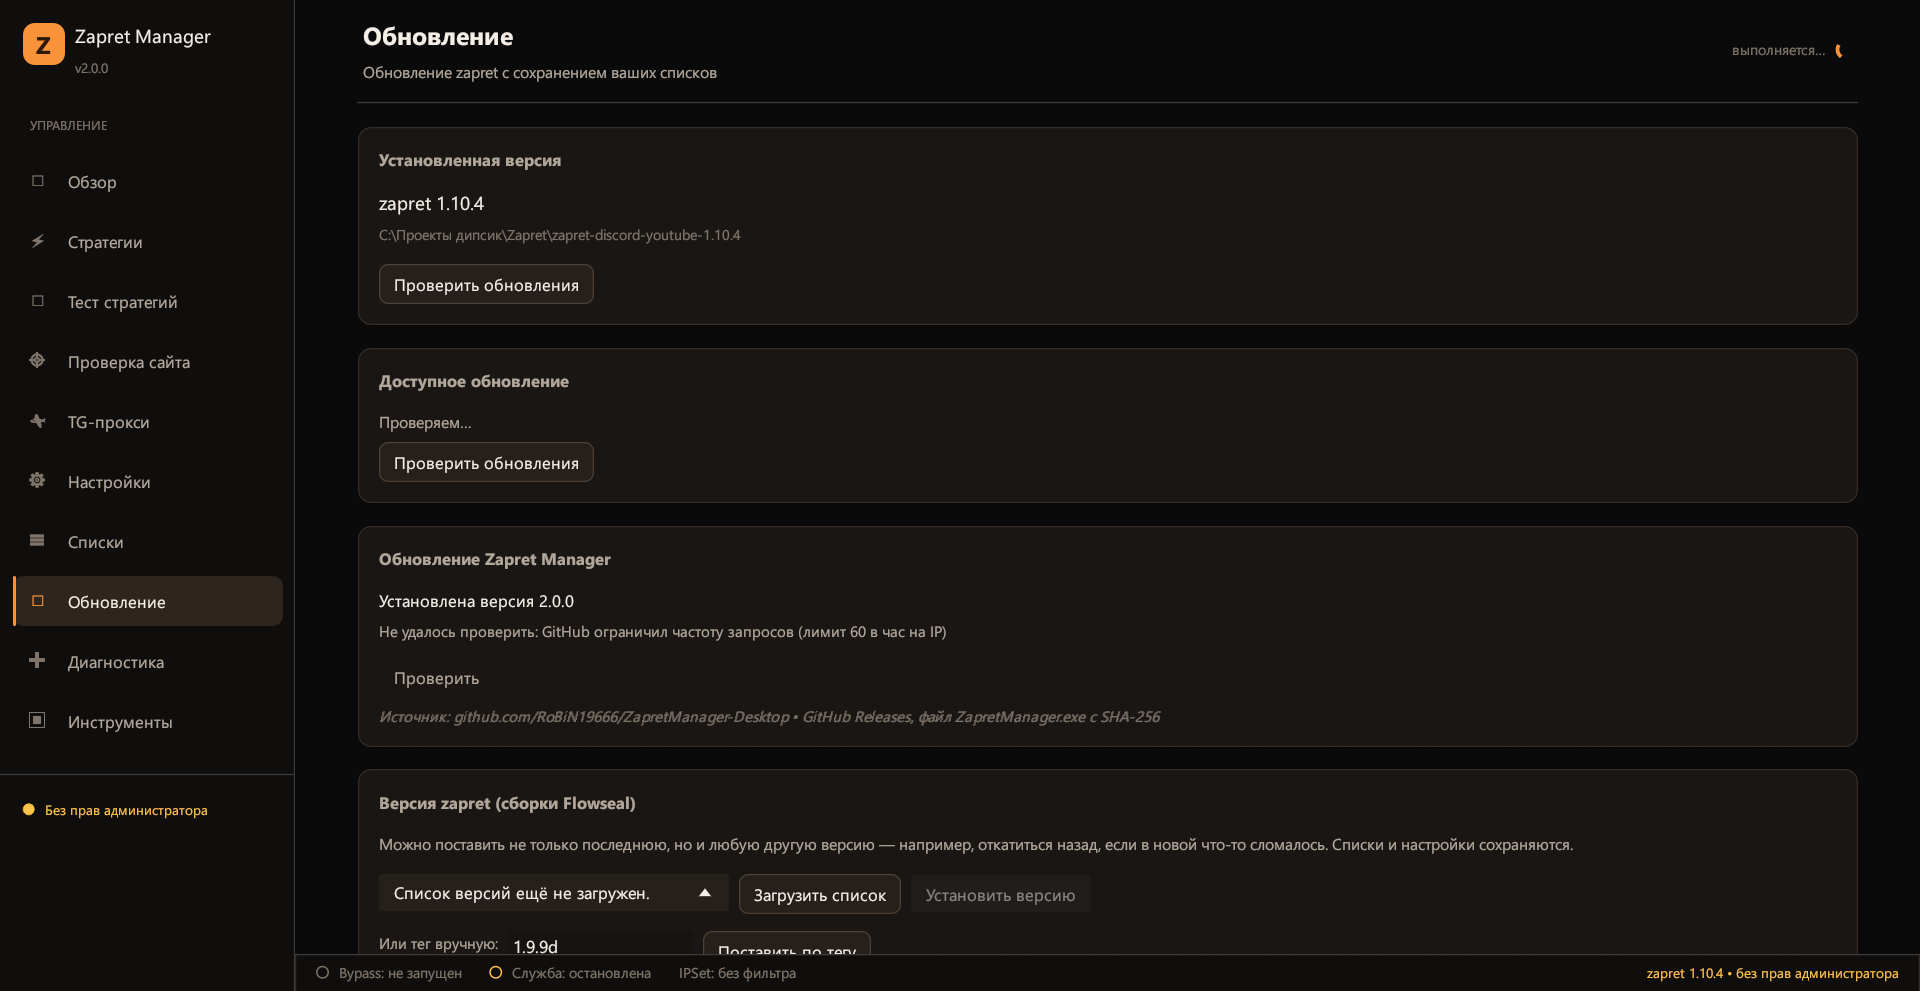 Z
Zapret Manager
v2.0.0
УПРАВЛЕНИЕ
Обзор
Стратегии
Тест стратегий
Проверка сайта
TG-прокси
Настройки
Списки
Обновление
Диагностика
Инструменты
Без прав администратора
Обновление
Обновление zapret с сохранением ваших списков
выполняется...
Установленная версия
zapret 1.10.4
C:\Проекты дипсик\Zapret\zapret-discord-youtube-1.10.4
Проверить обновления
Доступное обновление
Проверяем...
Проверить обновления
Обновление Zapret Manager
Установлена версия 2.0.0
Не удалось проверить: GitHub ограничил частоту запросов (лимит 60 в час на IP)
Проверить
Источник: github.com/RoBiN19666/ZapretManager-Desktop • GitHub Releases, файл ZapretManager.exe с SHA-256
Версия zapret (сборки Flowseal)
Можно поставить не только последнюю, но и любую другую версию — например, откатиться назад, если в новой что-то сломалось. Списки и настройки сохраняются.
Список версий ещё не загружен.
Загрузить список
Установить версию
Или тег вручную:
1.9.9d
Поставить по тегу
Bypass: не запущен
Служба: остановлена
IPSet: без фильтра
zapret 1.10.4 • без прав администратора